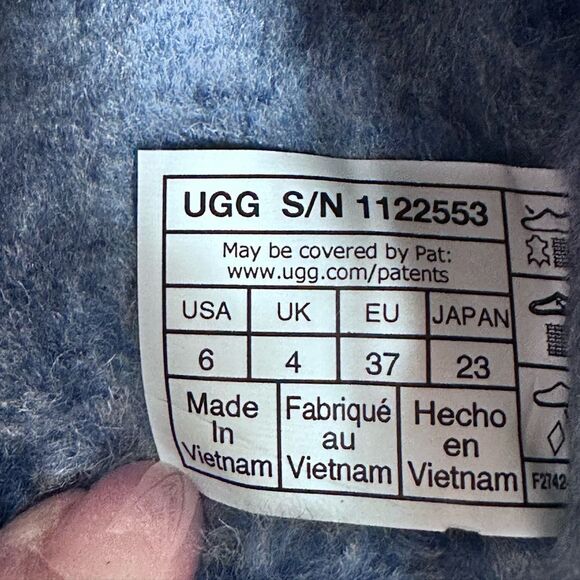 UGG S/N 1122553
May be covered by Pat:
www.ugg.com/patents
USA UK EU JAPAN
6 4 37 23
Made Fabriqué Hecho
In au en
Vietnam Vietnam Vietnam